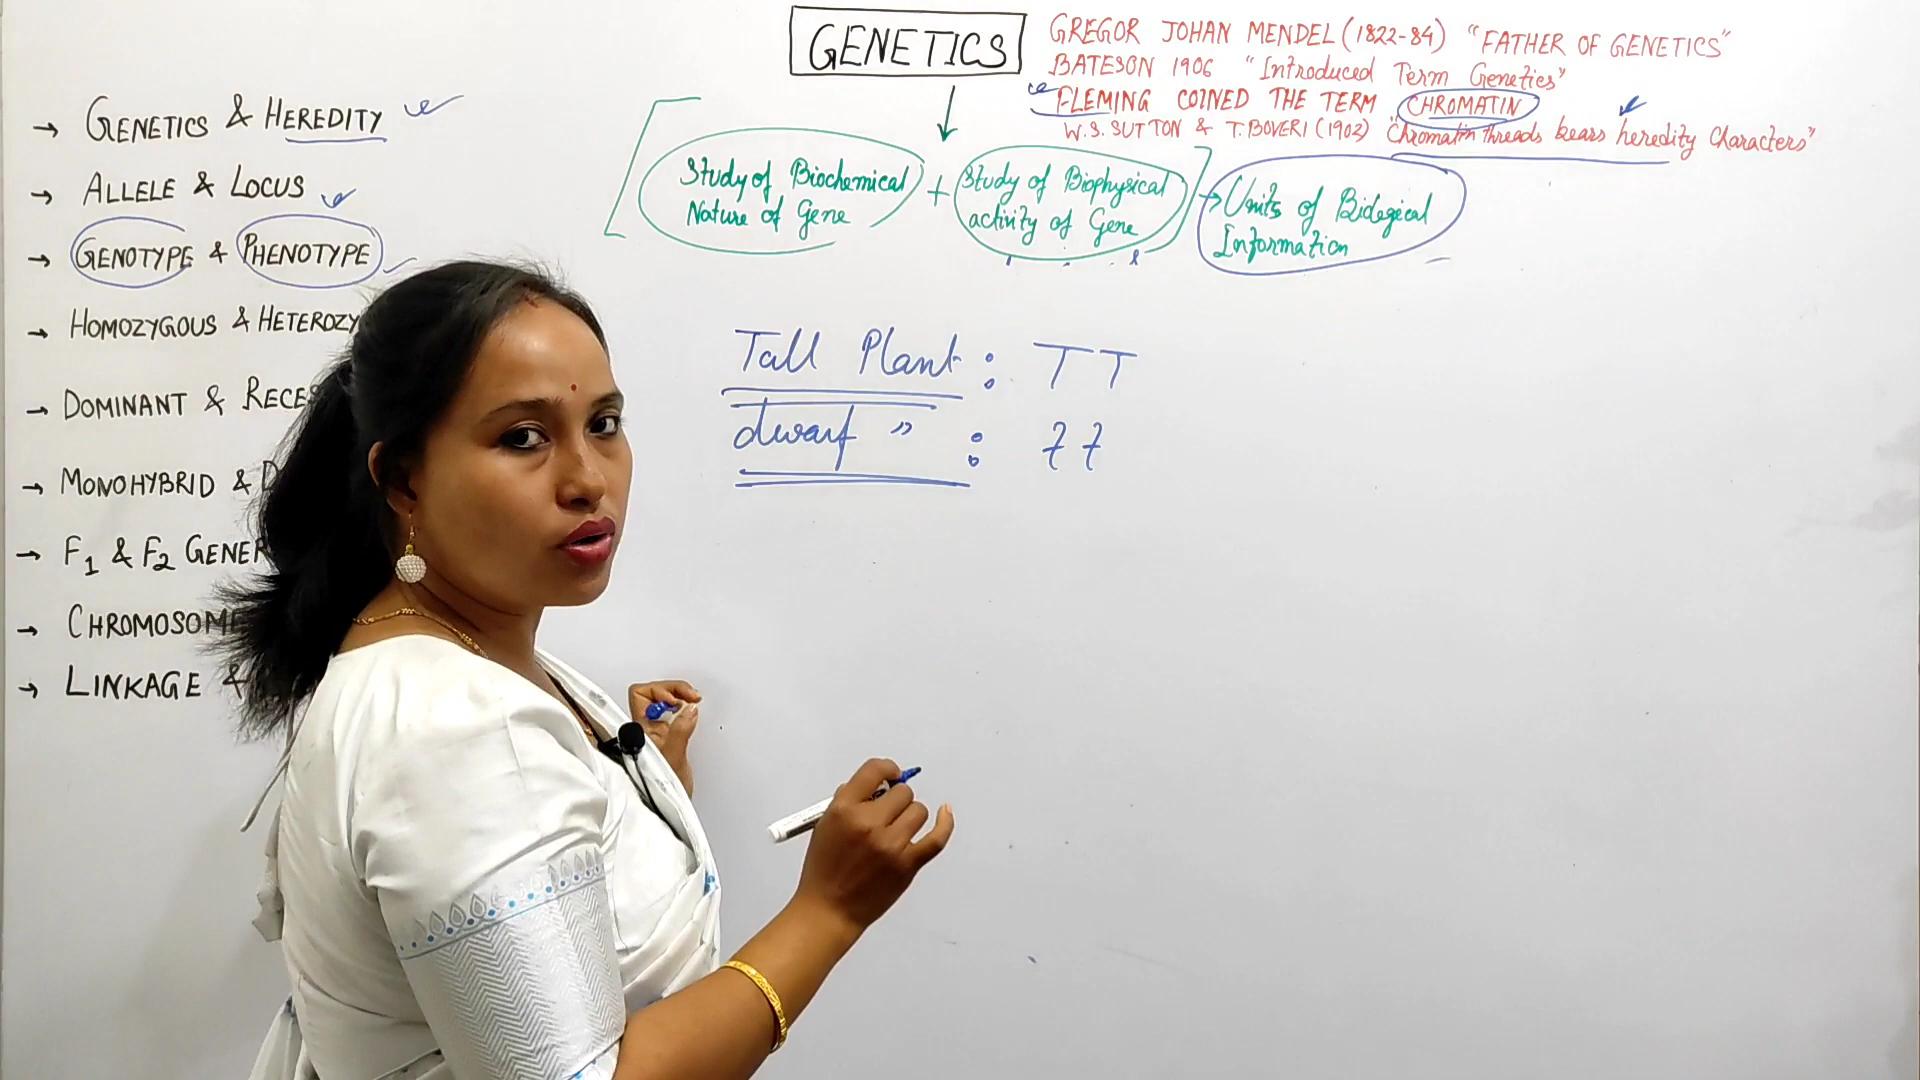 GENETICS
GREGOR JOHAN MENDEL (1822-84) "FATHER OF GENETICS"
BATESON 1906 "Introduced Term Genetics"
FLEMING COINED THE TERM CHROMATIN
W.S. SUTTON & T. BOVERI (1902) "Chromatin threads bears heredity characters"
Study of Biochemical
Nature of Gene
+
Study of Biophysical
activity of Gene
→ Units of Biological
Information
→ GENETICS & HEREDITY
→ ALLELE & LOCUS
→ GENOTYPE & PHENOTYPE
→ HOMOZYGOUS & HETEROZY
→ DOMINANT & RECES
→ MONOHYBRID & D
→ F1 & F2 GENER
→ CHROMOSOME
→ LINKAGE &
Tall Plant : TT
dwarf " : tt